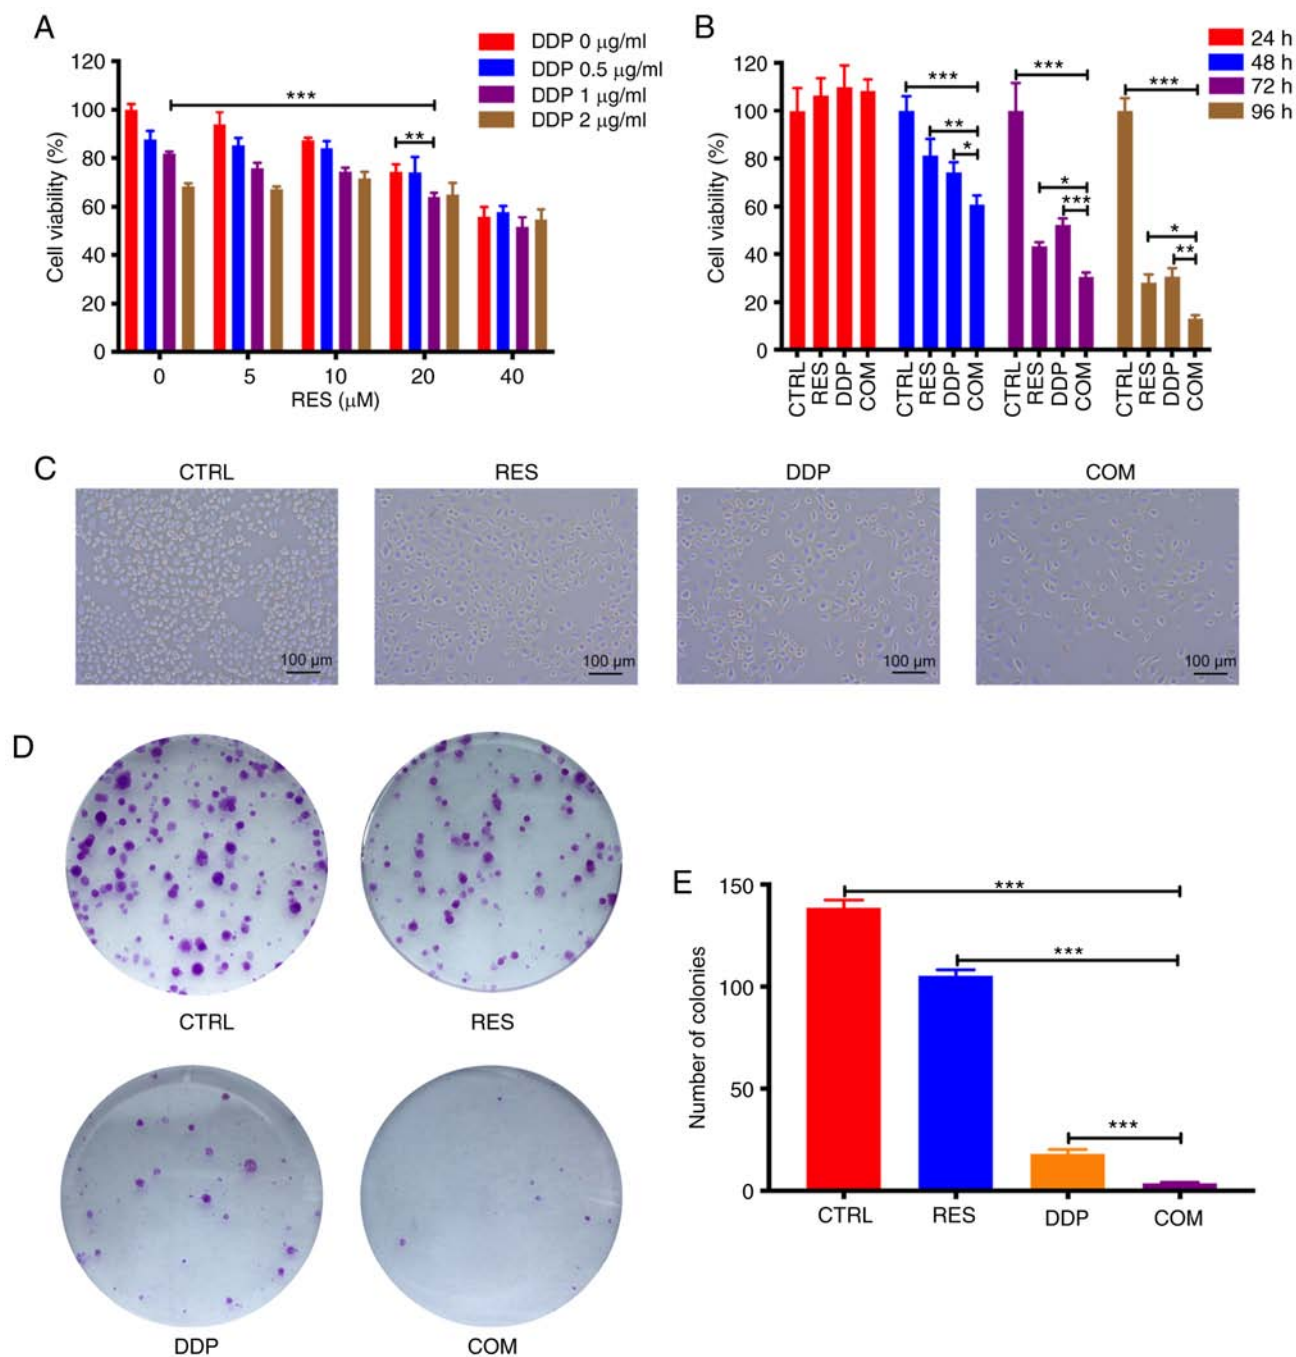 A
DDP 0 μg/ml
DDP 0.5 μg/ml
DDP 1 μg/ml
DDP 2 μg/ml
120
100
80
60
40
20
0
Cell viability (%)
***
**
0 5 10 20 40
RES (μM)
B
24 h
48 h
72 h
96 h
120
100
80
60
40
20
0
Cell viability (%)
*** *** ***
**
*
*
***
*
**
CTRL RES DDP COM CTRL RES DDP COM CTRL RES DDP COM CTRL RES DDP COM
C
CTRL RES DDP COM
100 μm 100 μm 100 μm 100 μm
D
CTRL RES
DDP COM
E
150
100
50
0
Number of colonies
***
***
***
CTRL RES DDP COM